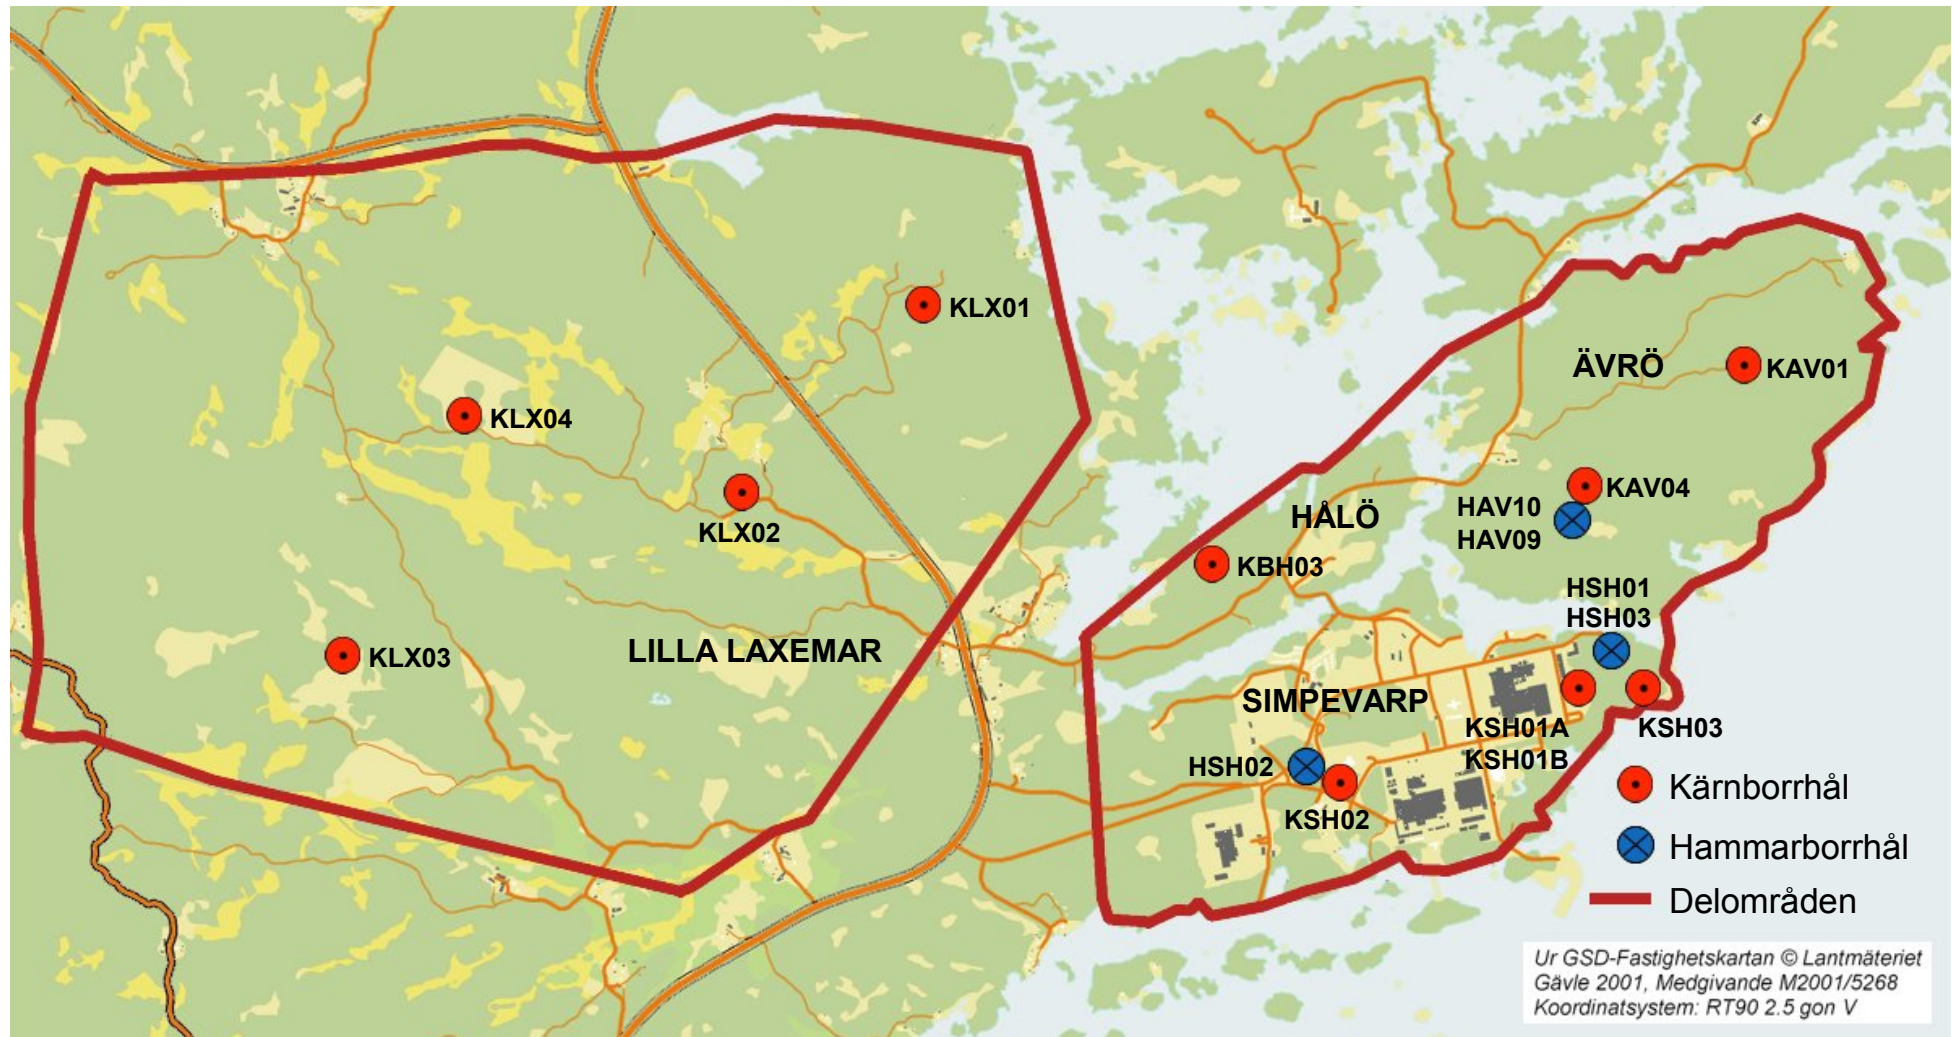 KLX01
ÄVRÖ
KAV01
KLX04
KAV04
HAV10
HAV09
HÅLÖ
KLX02
KBH03
HSH01
HSH03
LILLA LAXEMAR
KLX03
SIMPEVARP
KSH01A
KSH01B
KSH03
HSH02
KSH02
Kärnborrhål
Hammarborrhål
Delområden
Ur GSD-Fastighetskartan © Lantmäteriet
Gävle 2001, Medgivande M2001/5268
Koordinatsystem: RT90 2.5 gon V